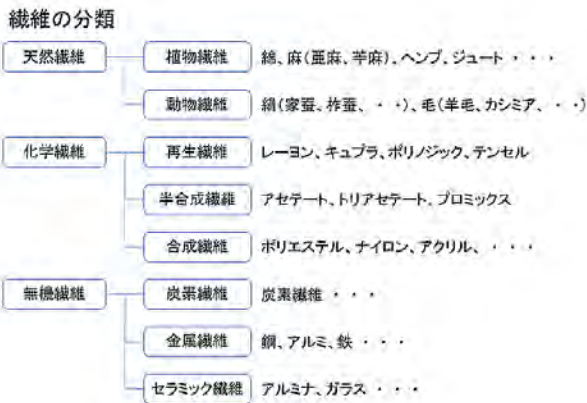 繊維の分類
天然繊維 植物繊維 綿、麻(亜麻、苧麻)、ヘンプ、ジュート・・・
動物繊維 絹(家蚕、柞蚕、・・)、毛(羊毛、カシミア、・・)
化学繊維 再生繊維 レーヨン、キュプラ、ポリノジック、テンセル
半合成繊維 アセテート、トリアセテート、プロミックス
合成繊維 ポリエステル、ナイロン、アクリル、・・・
無機繊維 炭素繊維 炭素繊維・・・
金属繊維 アルミ、鉄・・・
セラミック繊維 アルミナ、ガラス・・・